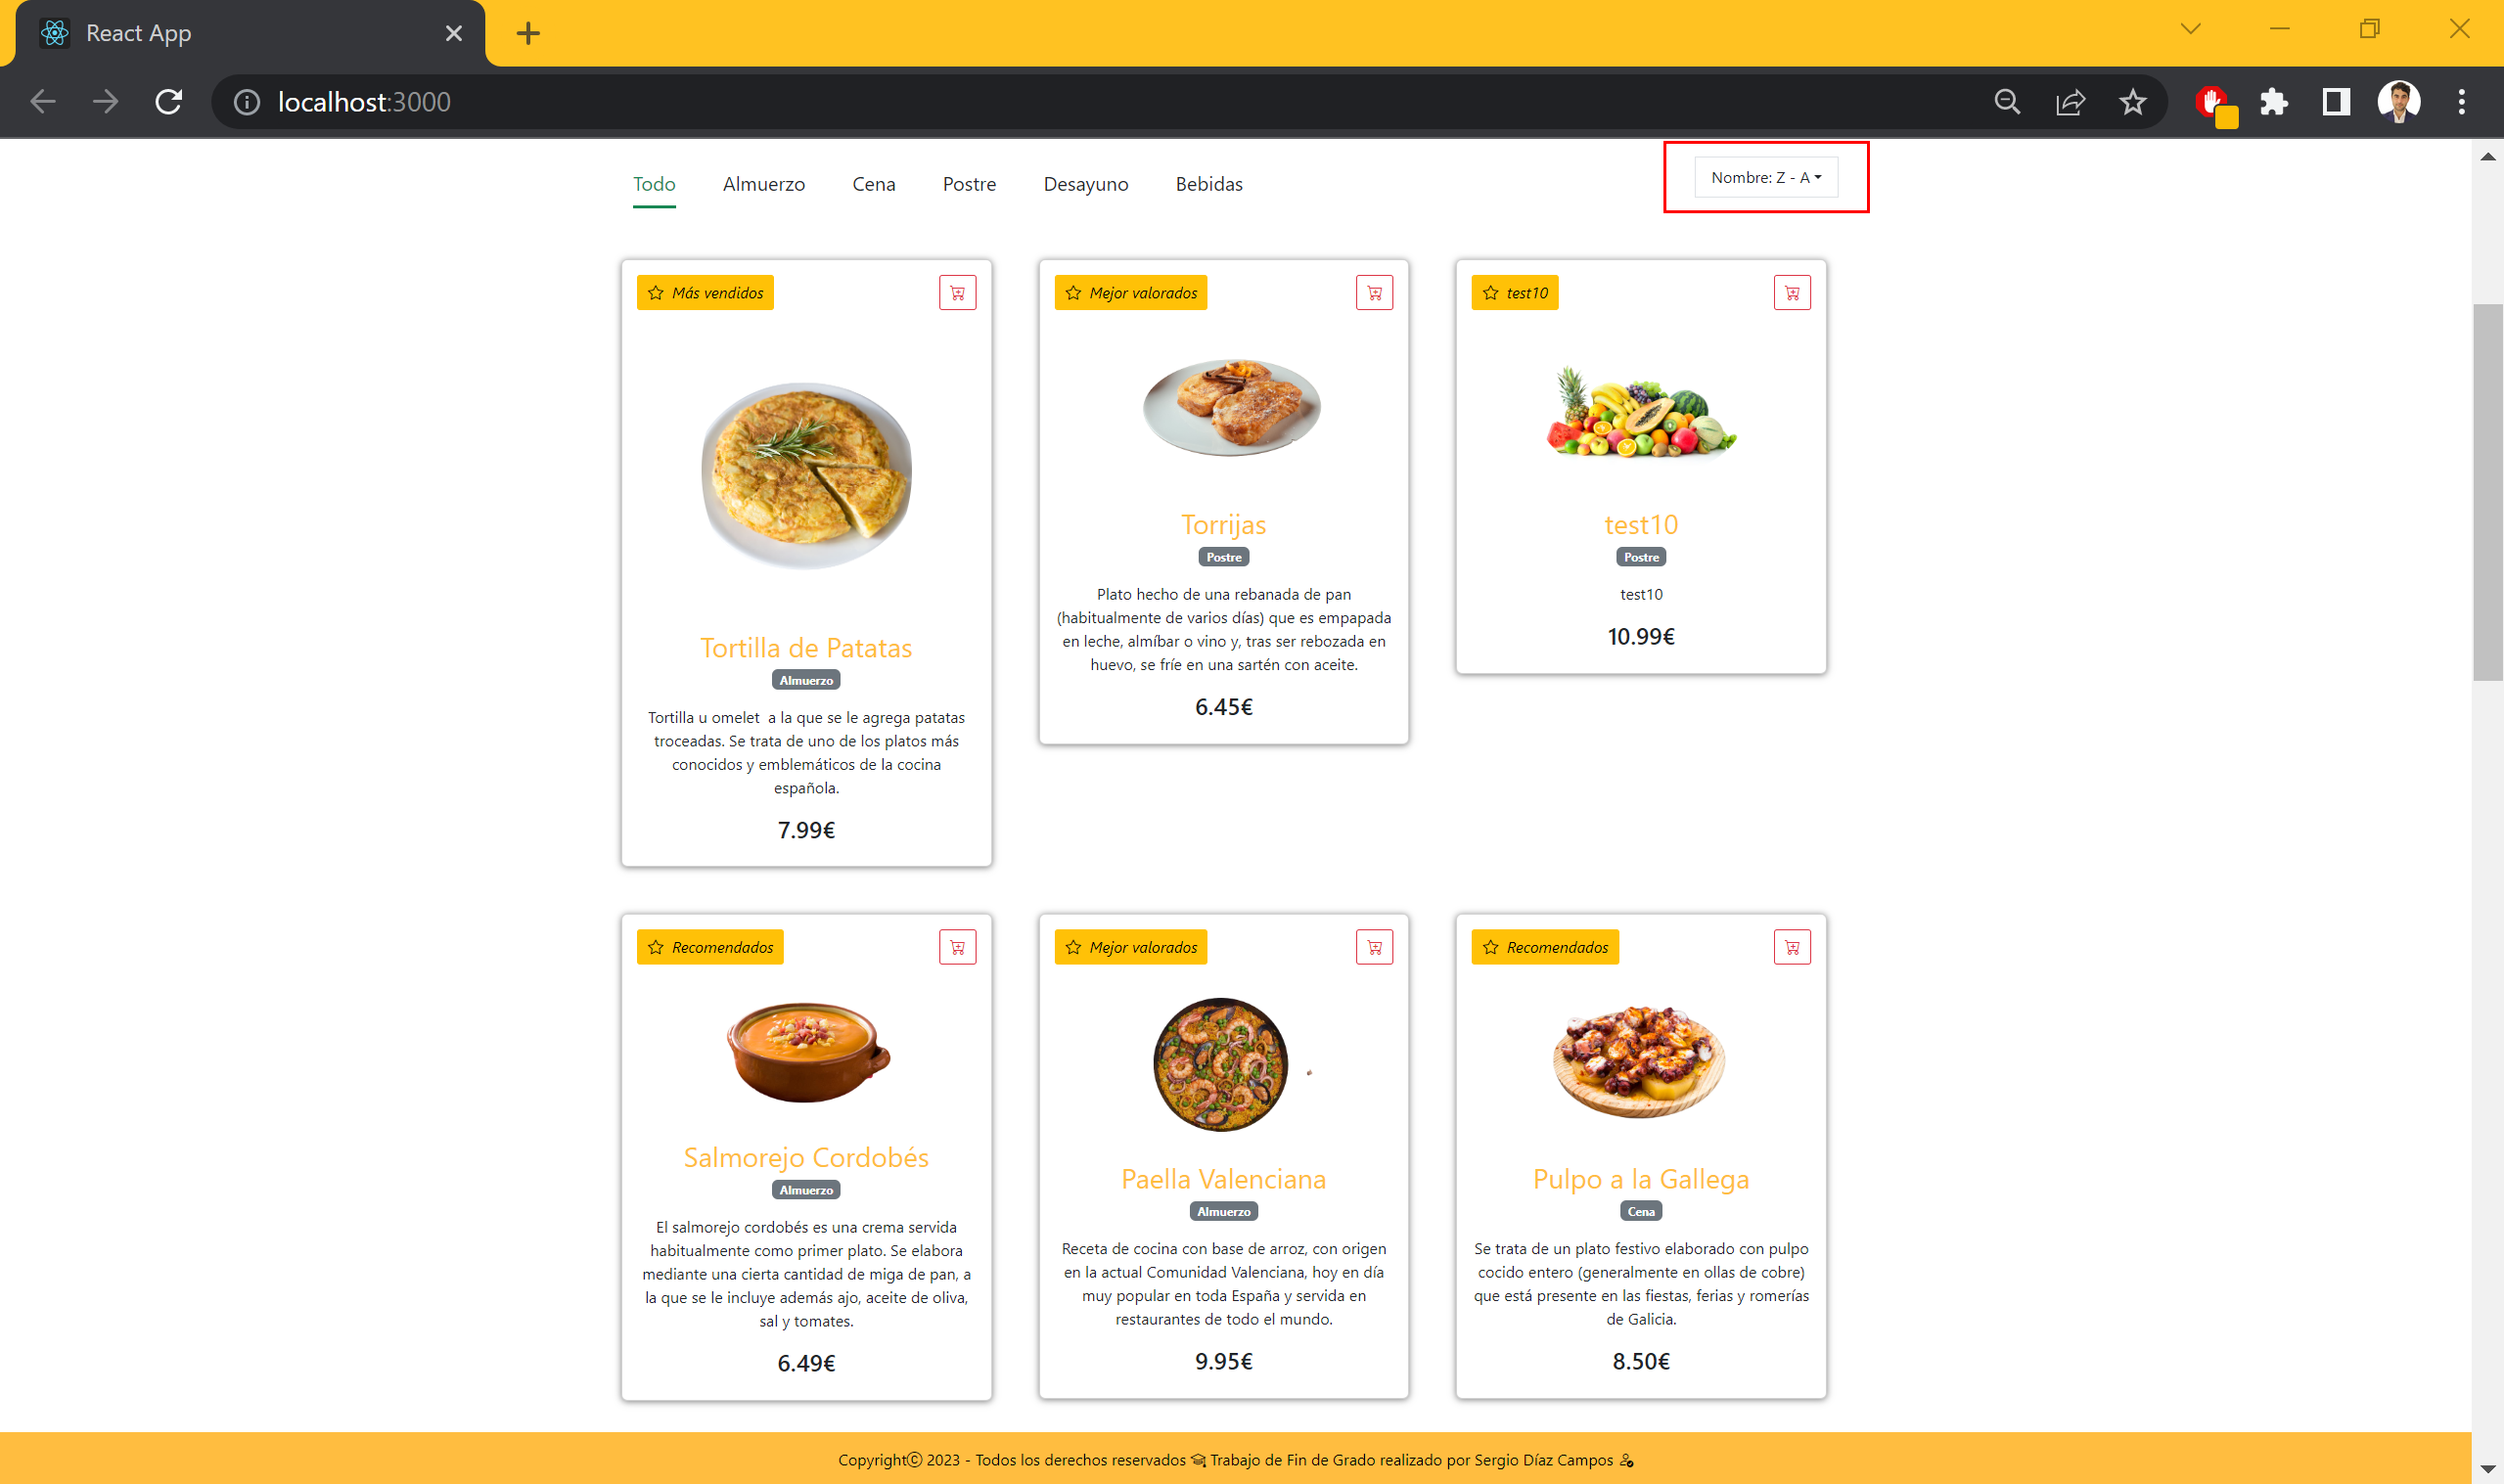 React App
localhost:3000
Todo Almuerzo Cena Postre Desayuno Bebidas
Nombre: Z - A
Más vendidos
Tortilla de Patatas
Almuerzo
Tortilla u omelet a la que se le agrega patatas
troceadas. Se trata de uno de los platos más
conocidos y emblemáticos de la cocina
española.
7.99€
Mejor valorados
Torrijas
Postre
Plato hecho de una rebanada de pan
(habitualmente de varios días) que es empapada
en leche, almíbar o vino y, tras ser rebozada en
huevo, se fríe en una sartén con aceite.
6.45€
test10
test10
Postre
test10
10.99€
Recomendados
Salmorejo Cordobés
Almuerzo
El salmorejo cordobés es una crema servida
habitualmente como primer plato. Se elabora
mediante una cierta cantidad de miga de pan, a
la que se le incluye además ajo, aceite de oliva,
sal y tomates.
6.49€
Mejor valorados
Paella Valenciana
Almuerzo
Receta de cocina con base de arroz, con origen
en la actual Comunidad Valenciana, hoy en día
muy popular en toda España y servida en
restaurantes de todo el mundo.
9.95€
Recomendados
Pulpo a la Gallega
Cena
Se trata de un plato festivo elaborado con pulpo
cocido entero (generalmente en ollas de cobre)
que está presente en las fiestas, ferias y romerías
de Galicia.
8.50€
Copyright© 2023 - Todos los derechos reservados Trabajo de Fin de Grado realizado por Sergio Díaz Campos